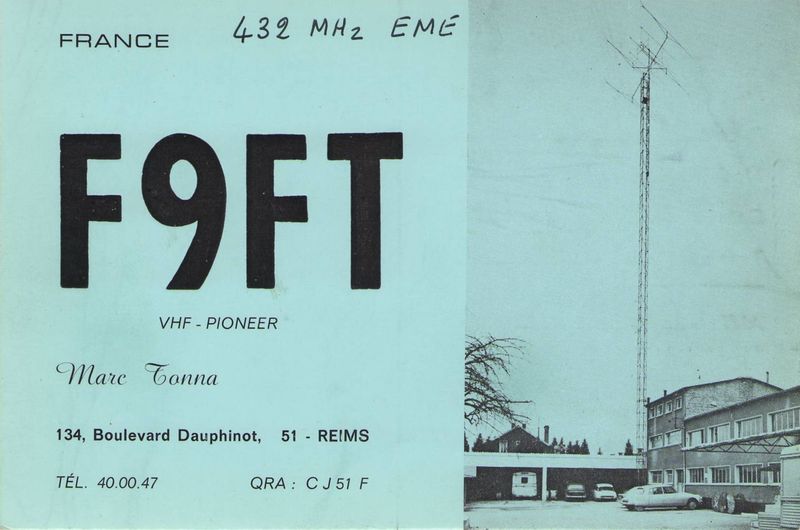 FRANCE
432 MHz EME
F9FT
VHF - PIONEER
Marc Tonna
134, Boulevard Dauphinot, 51 - REIMS
TÉL. 40.00.47 QRA : C J 51 F